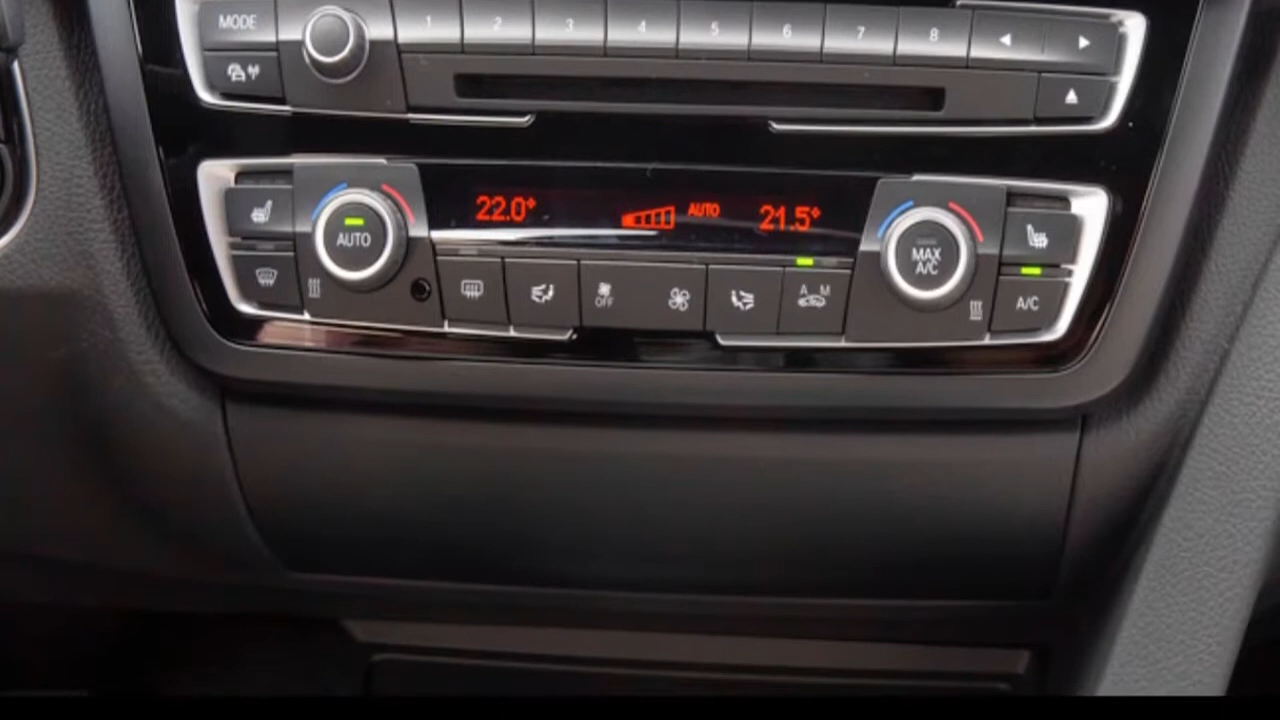 MODE 1 2 3 4 5 6 7 8
22.0° AUTO 21.5°
AUTO
MAX
A/C
OFF
A M
A/C